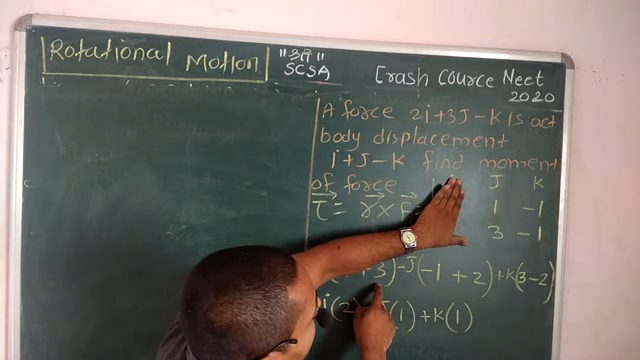 Rotational Motion
"श्री"
SCSA
Crash Cource Neet
2020
A force 2i+3J-K is act
body displacement
i+J-K find moment
of force
J K
τ = r × F
1 -1
3 -1
+3) -J(-1+2) +K(3-2)
i(2) (1) +K(1)